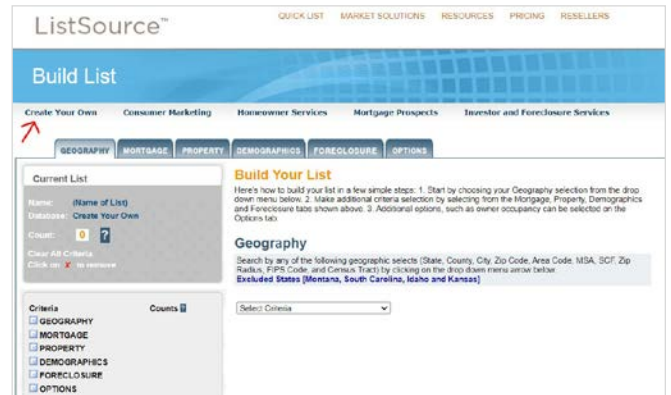 ListSource™
QUICK LIST MARKET SOLUTIONS RESOURCES PRICING RESELLERS
Build List
Create Your Own Consumer Marketing Homeowner Services Mortgage Prospects Investor and Foreclosure Services
GEOGRAPHY MORTGAGE PROPERTY DEMOGRAPHICS FORECLOSURE OPTIONS
Current List
Name: (Name of List)
Database: Create Your Own
Count: 0 ?
Clear All Criteria
Click on X to remove
Criteria Counts
GEOGRAPHY
MORTGAGE
PROPERTY
DEMOGRAPHICS
FORECLOSURE
OPTIONS
Build Your List
Here's how to build your list in a few simple steps: 1. Start by choosing your Geography selection from the drop
down menu below. 2. Make additional criteria selection by selecting from the Mortgage, Property, Demographics
and Foreclosure tabs shown above. 3. Additional options, such as owner occupancy can be selected on the
Options tab.
Geography
Search by any of the following geographic selects (State, County, City, Zip Code, Area Code, MSA, SCF, Zip
Radius, FIPS Code, and Census Tract) by clicking on the drop down menu arrow below.
Excluded States [Montana, South Carolina, Idaho and Kansas]
Select Criteria